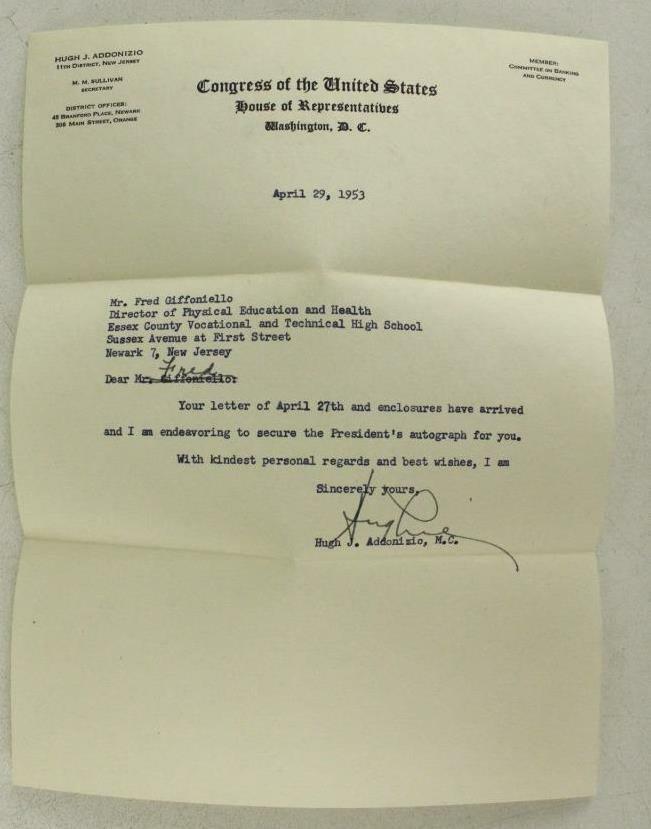 HUGH J. ADDONIZIO
11TH DISTRICT, NEW JERSEY
M. M. SULLIVAN
SECRETARY
DISTRICT OFFICES:
45 BRANFORD PLACE, NEWARK
308 MAIN STREET, ORANGE
MEMBER:
COMMITTEE ON BANKING
AND CURRENCY
Congress of the United States
House of Representatives
Washington, D. C.
April 29, 1953
Mr. Fred Giffoniello
Director of Physical Education and Health
Essex County Vocational and Technical High School
Sussex Avenue at First Street
Newark 7, New Jersey
Fred
Dear Mr. Giffoniello:
Your letter of April 27th and enclosures have arrived
and I am endeavoring to secure the President's autograph for you.
With kindest personal regards and best wishes, I am
Sincerely yours,
Hughie
Hugh J. Addonizio, M.C.